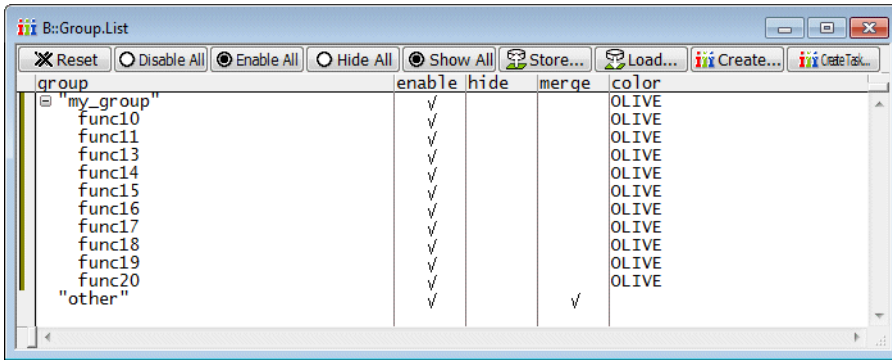 B::Group.List
Reset Disable All Enable All Hide All Show All Store... Load... Create... Create Task...
group enable hide merge color
"my_group" √ OLIVE
func10 √ OLIVE
func11 √ OLIVE
func13 √ OLIVE
func14 √ OLIVE
func15 √ OLIVE
func16 √ OLIVE
func17 √ OLIVE
func18 √ OLIVE
func19 √ OLIVE
func20 √ OLIVE
"other" √ √